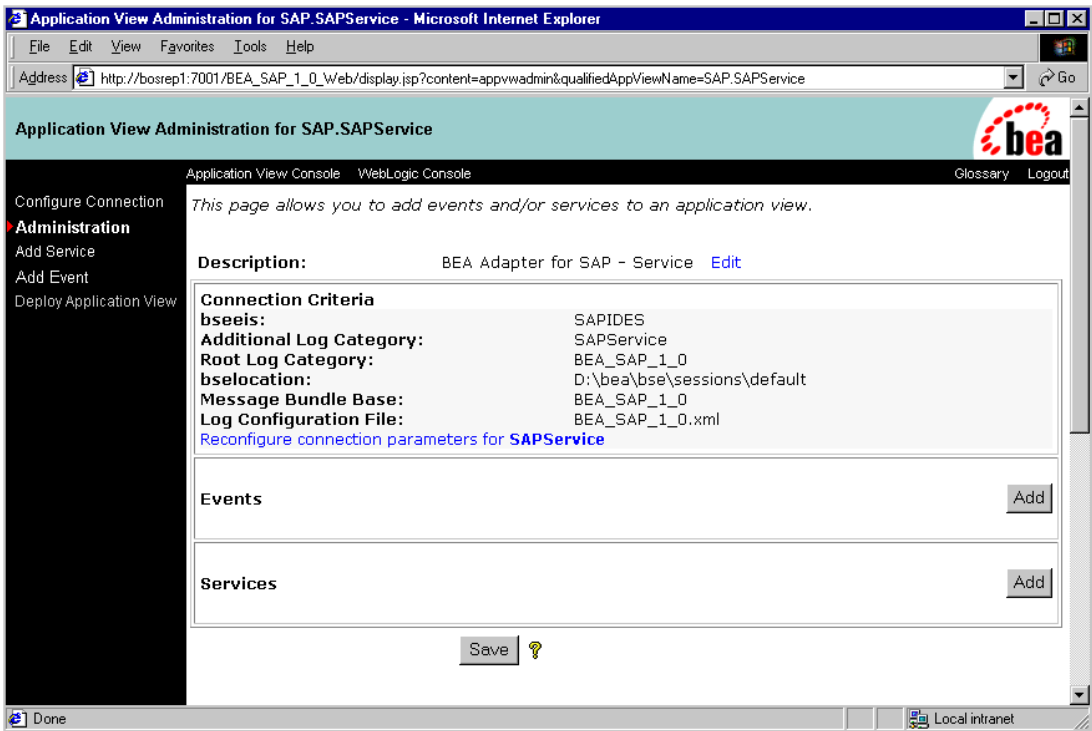 Application View Administration for SAP.SAPService - Microsoft Internet Explorer
File Edit View Favorites Tools Help
Address http://bosrep1:7001/BEA_SAP_1_0_Web/display.jsp?content=appvwadmin&qualifiedAppViewName=SAP.SAPService Go
Application View Administration for SAP.SAPService
bea
Application View Console WebLogic Console Glossary Logout
Configure Connection
Administration
Add Service
Add Event
Deploy Application View
This page allows you to add events and/or services to an application view.
Description: BEA Adapter for SAP - Service Edit
Connection Criteria
bseeis: SAPIDES
Additional Log Category: SAPService
Root Log Category: BEA_SAP_1_0
bselocation: D:\bea\bse\sessions\default
Message Bundle Base: BEA_SAP_1_0
Log Configuration File: BEA_SAP_1_0.xml
Reconfigure connection parameters for SAPService
Events Add
Services Add
Save ?
Done Local intranet